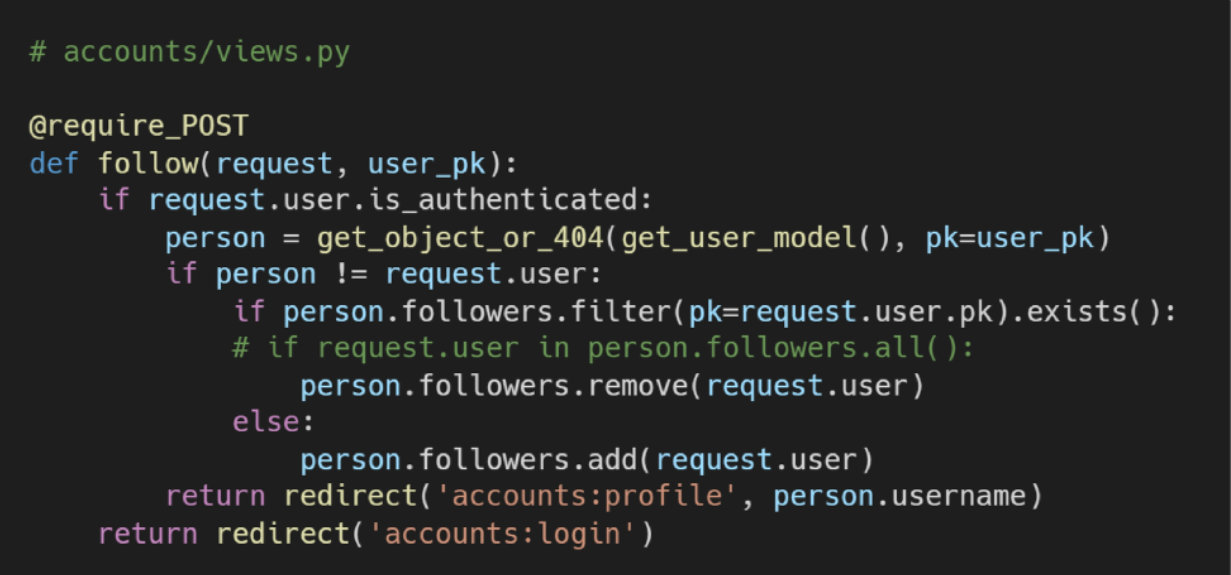 # accounts/views.py
@require_POST
def follow(request, user_pk):
    if request.user.is_authenticated:
        person = get_object_or_404(get_user_model(), pk=user_pk)
        if person != request.user:
            if person.followers.filter(pk=request.user.pk).exists():
            # if request.user in person.followers.all():
                person.followers.remove(request.user)
            else:
                person.followers.add(request.user)
        return redirect('accounts:profile', person.username)
    return redirect('accounts:login')